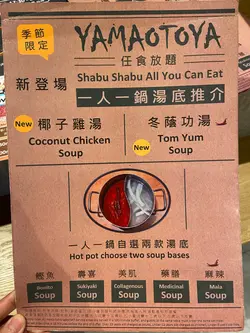 季節
限定
YAMAOTOYA
任食放題
Shabu Shabu All You Can Eat
新登場
一人一鍋湯底推介
New
椰子雞湯
Coconut Chicken
Soup
冬蔭功湯
New
Tom Yum
Soup
一人一鍋自選兩款湯底
Hot pot choose two soup bases
鰹魚
Bonito
Soup
壽喜
Sukiyaki
Soup
美肌
Collagenous
Soup
藥膳
Medicinal
Soup
麻辣
Mala
Soup